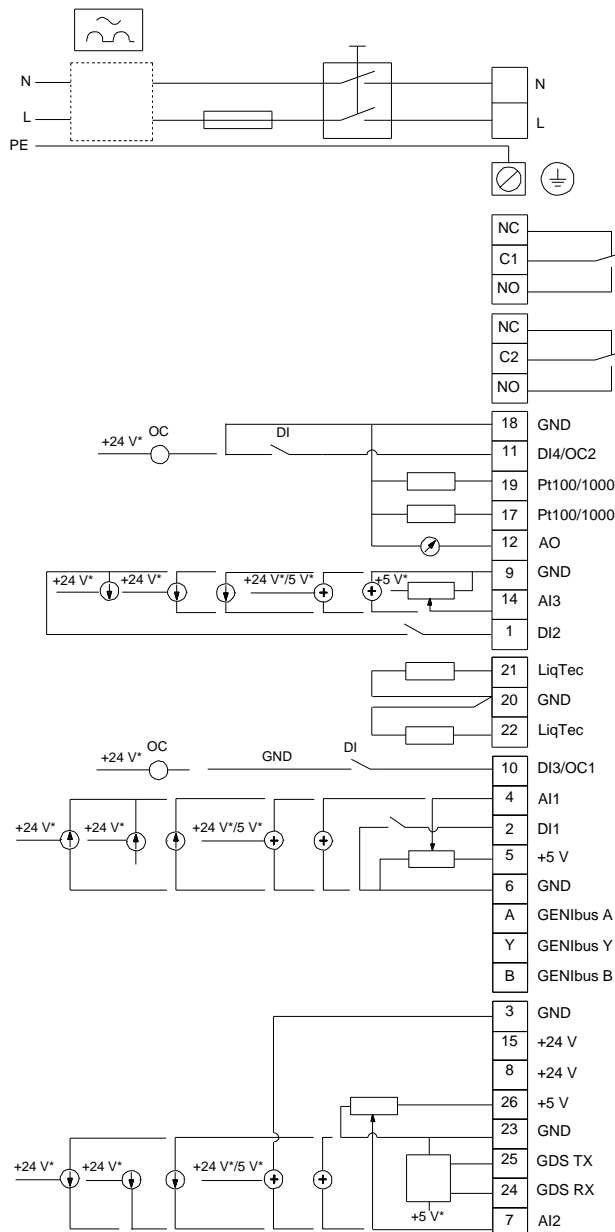 N
N
L
L
PE
NC
C1
NO
NC
C2
NO
18 GND
+24 V* OC DI 11 DI4/OC2
19 Pt100/1000
17 Pt100/1000
12 AO
9 GND
+24 V* +24 V* +24 V*/5 V* +5 V*
14 AI3
1 DI2
21 LiqTec
20 GND
22 LiqTec
+24 V* OC GND DI 10 DI3/OC1
4 AI1
2 DI1
+24 V* +24 V* +24 V*/5 V*
5 +5 V
6 GND
A GENIbus A
Y GENIbus Y
B GENIbus B
3 GND
15 +24 V
8 +24 V
26 +5 V
23 GND
25 GDS TX
+24 V* +24 V* +24 V*/5 V*
24 GDS RX
+5 V* 7 AI2